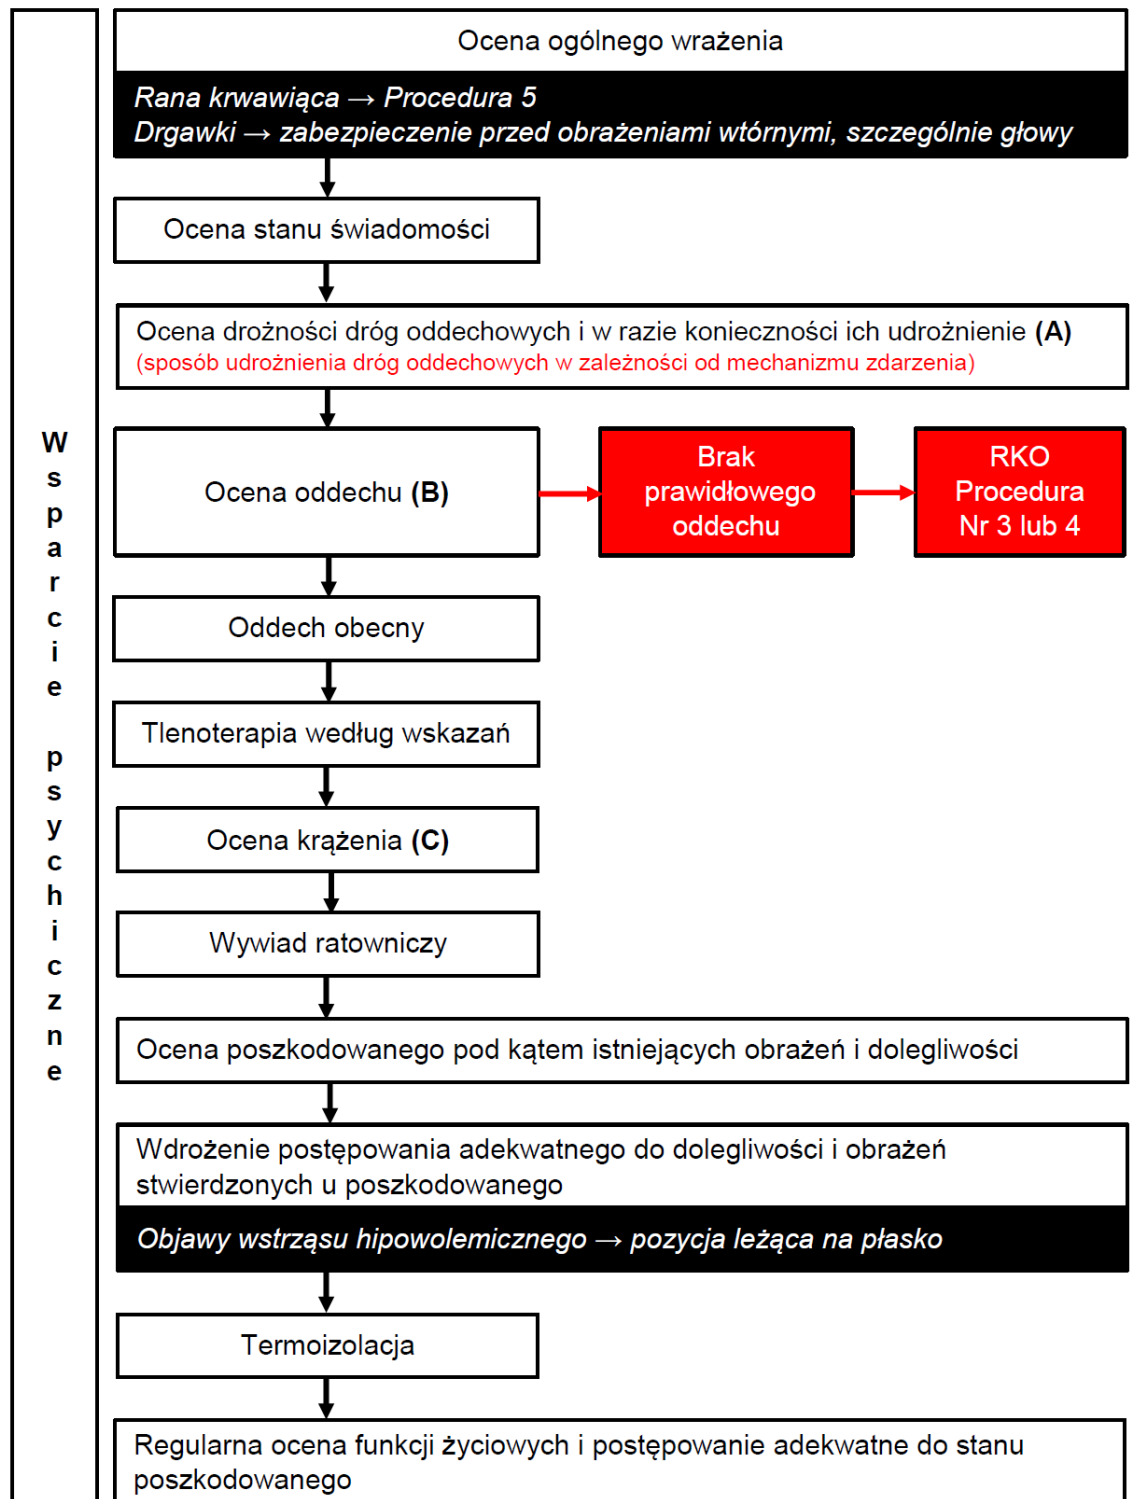 Wsparcie psychiczne
Ocena ogólnego wrażenia
Rana krwawiąca → Procedura 5
Drgawki → zabezpieczenie przed obrażeniami wtórnymi, szczególnie głowy
Ocena stanu świadomości
Ocena drożności dróg oddechowych i w razie konieczności ich udrożnienie (A)
(sposób udrożnienia dróg oddechowych w zależności od mechanizmu zdarzenia)
Ocena oddechu (B)
Brak
prawidłowego
oddechu
RKO
Procedura
Nr 3 lub 4
Oddech obecny
Tlenoterapia według wskazań
Ocena krążenia (C)
Wywiad ratowniczy
Ocena poszkodowanego pod kątem istniejących obrażeń i dolegliwości
Wdrożenie postępowania adekwatnego do dolegliwości i obrażeń
stwierdzonych u poszkodowanego
Objawy wstrząsu hipowolemicznego → pozycja leżąca na płasko
Termoizolacja
Regularna ocena funkcji życiowych i postępowanie adekwatne do stanu
poszkodowanego